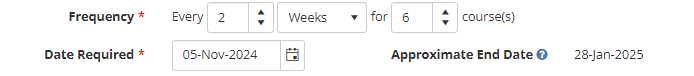 Frequency * Every 2 Weeks for 6 course(s)
Date Required * 05-Nov-2024 Approximate End Date ? 28-Jan-2025